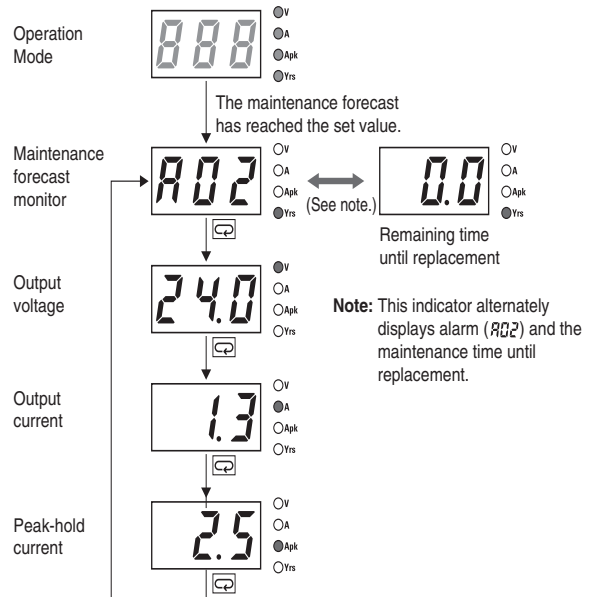 Operation
Mode
888
V
A
Apk
Yrs
The maintenance forecast
has reached the set value.
Maintenance
forecast
monitor
A02
V
A
Apk
Yrs
(See note.)
0.0
V
A
Apk
Yrs
Remaining time
until replacement
Output
voltage
24.0
V
A
Apk
Yrs
Note: This indicator alternately
displays alarm (A02) and the
maintenance time until
replacement.
Output
current
1.3
V
A
Apk
Yrs
Peak-hold
current
2.5
V
A
Apk
Yrs